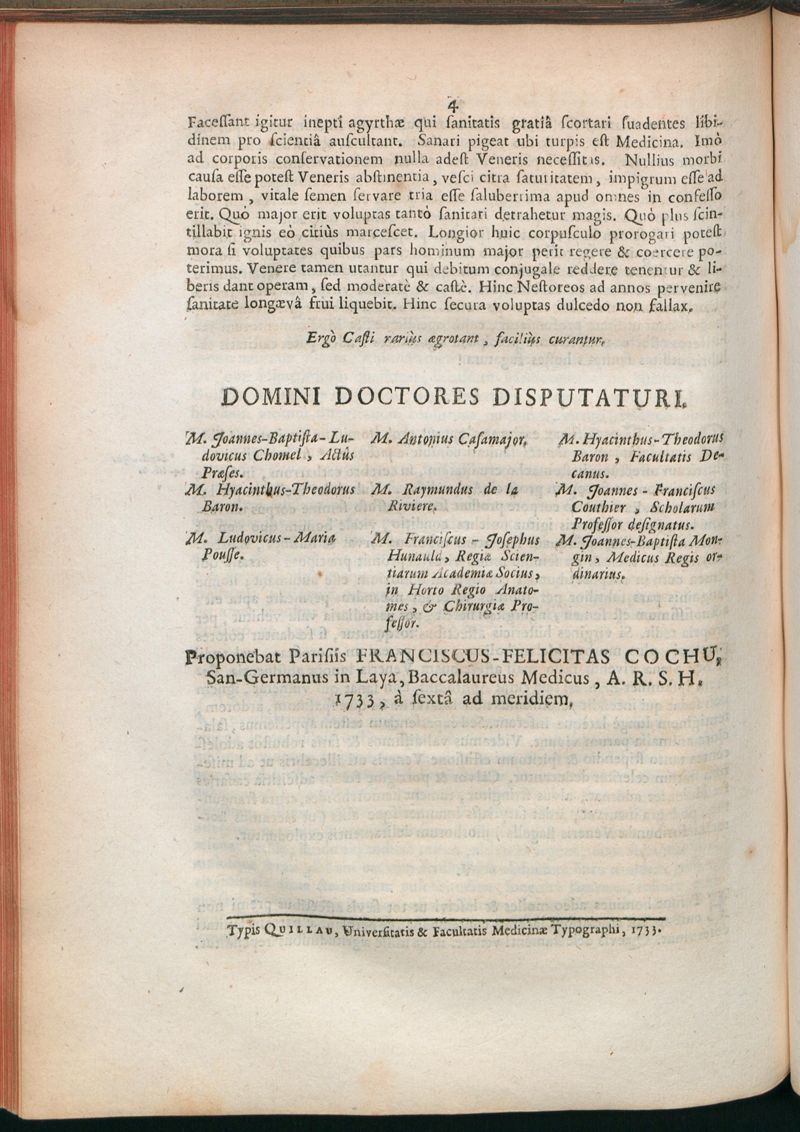 4
Facessant igitur inepti agyrthæ qui sanitatis gratiâ scortari suadentes libi-
dinem pro scientiâ auscultant. Sanari pigeat ubi turpis est Medicina. Imò
ad corporis conservationem nulla adest Veneris necessitas. Nullius morbi
causa esse potest Veneris abstinentia, vesci citra saturitatem, impigrum esse ad
laborem, vitale semen servare tria esse saluberrima apud omnes in confesso
erit. Quò major erit voluptas tantò sanitari detrahetur magis. Quò plus scin-
tillabit ignis eò citiùs marcescet. Longior huic corpusculo prorogari potest
mora si voluptates quibus pars hominum major perit regere & coercere po-
terimus. Venere tamen utantur qui debitum conjugale reddere tenentur & li-
beris dant operam, sed moderatè & castè. Hinc Nestoreos ad annos pervenire
sanitate longævâ frui liquebit. Hinc secura voluptas dulcedo non fallax.
Ergò Casti rariùs ægrotant, faciliùs curantur.
DOMINI DOCTORES DISPUTATURI.
M. Joannes-Baptista-Lu-
dovicus Chomel, Actûs
Præses.
M. Hyacinthus-Theodorus
Baron.
M. Ludovicus-Maria
Pousse.
M. Antonius Casamajor.
M. Raymundus de la
Riviere.
M. Franciscus-Josephus
Hunauld, Regiæ Scien-
tiarum Academiæ Socius,
in Horto Regio Anato-
mes, & Chirurgiæ Pro-
fessor.
M. Hyacinthus-Theodorus
Baron, Facultatis De-
canus.
M. Joannes-Franciscus
Couthier, Scholarum
Professor designatus.
M. Joannes-Baptista Mon-
gin, Medicus Regis or-
dinarius.
Proponebat Parisiis FRANCISCUS-FELICITAS COCHU,
San-Germanus in Laya, Baccalaureus Medicus, A. R. S. H.
1733, à sextâ ad meridiem.
Typis QUILLAU, Universitatis & Facultatis Medicinæ Typographi, 1733.